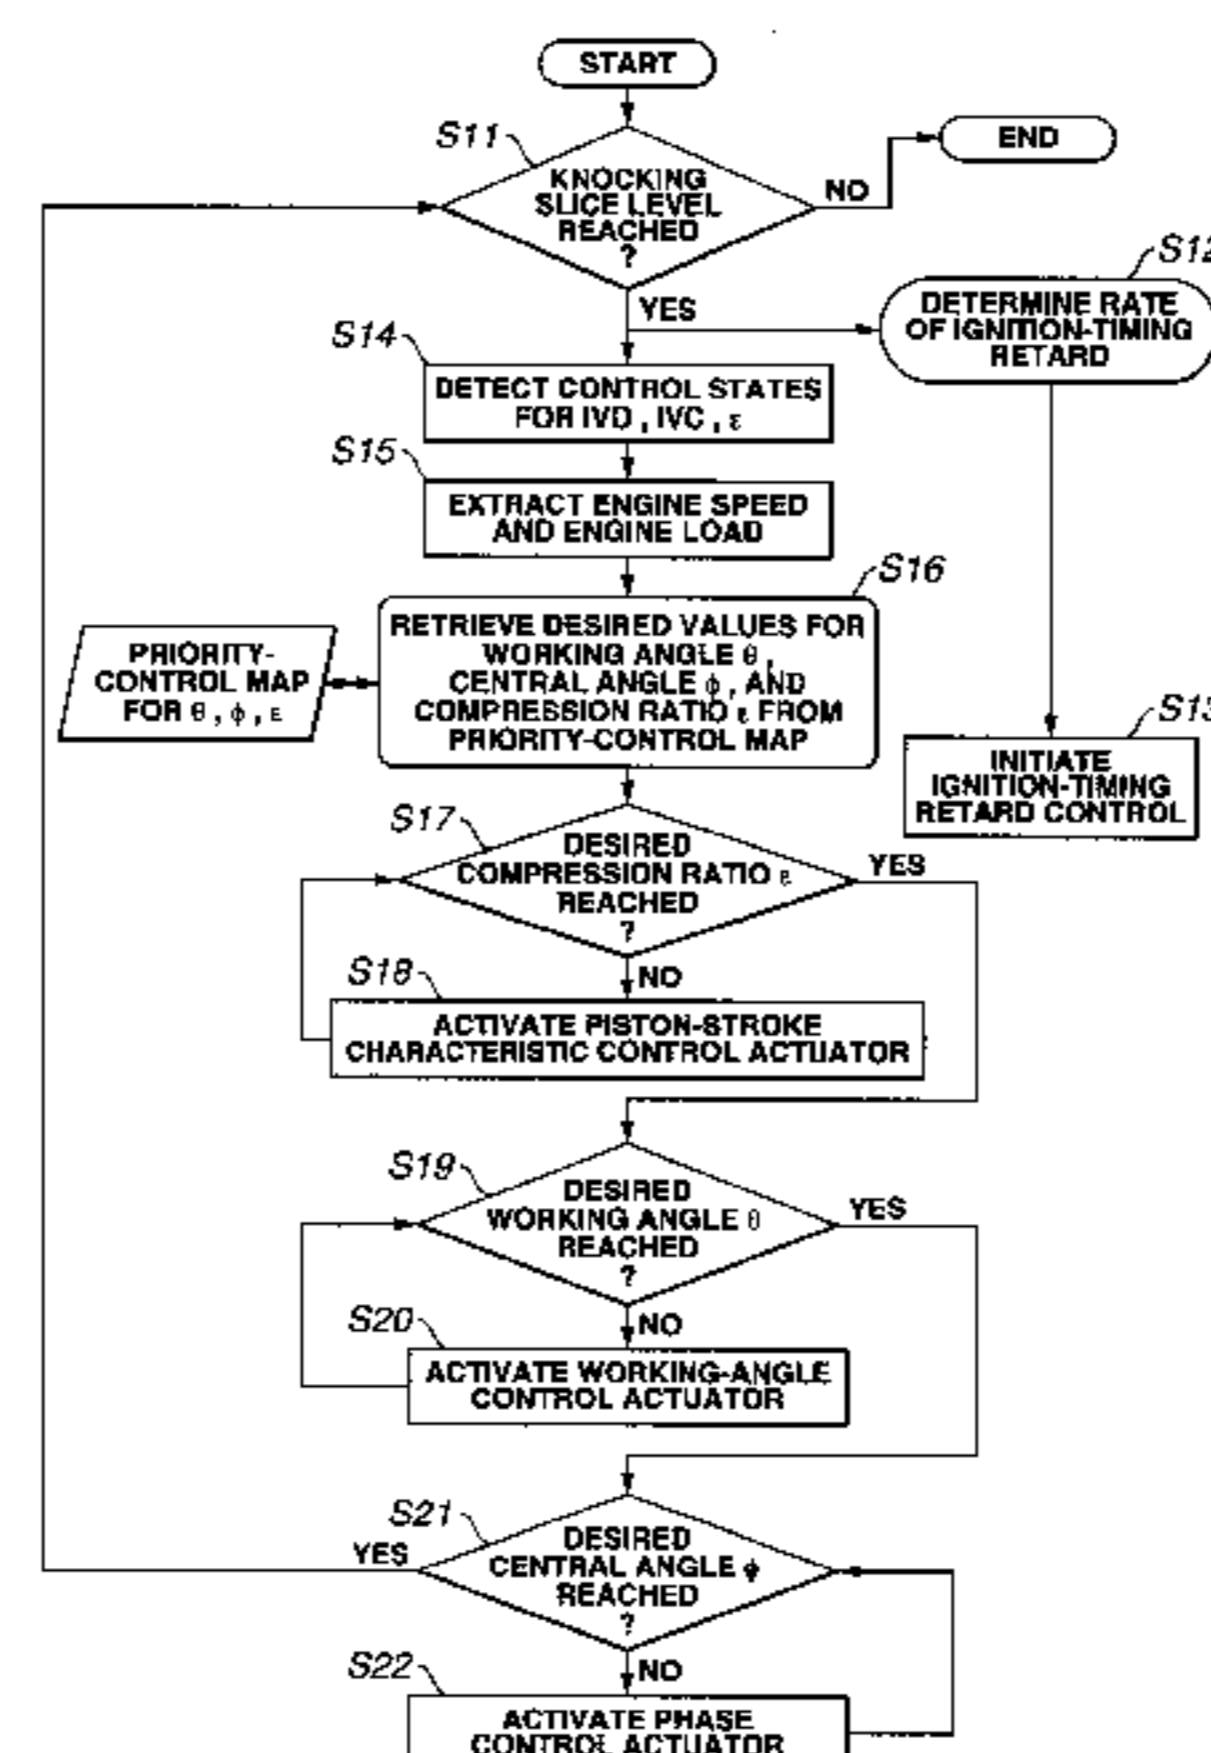 START
S11
KNOCKING
SLICE LEVEL
REACHED
?
NO
END
YES
S12
DETERMINE RATE
OF IGNITION-TIMING
RETARD
S14
DETECT CONTROL STATES
FOR IVD , IVC , ε
S15
EXTRACT ENGINE SPEED
AND ENGINE LOAD
S16
RETRIEVE DESIRED VALUES FOR
WORKING ANGLE θ ,
CENTRAL ANGLE ϕ , AND
COMPRESSION RATIO ε FROM
PRIORITY-CONTROL MAP
PRIORITY-
CONTROL MAP
FOR θ , ϕ , ε
S13
INITIATE
IGNITION-TIMING
RETARD CONTROL
S17
DESIRED
COMPRESSION RATIO ε
REACHED
?
YES
NO
S18
ACTIVATE PISTON-STROKE
CHARACTERISTIC CONTROL ACTUATOR
S19
DESIRED
WORKING ANGLE θ
REACHED
?
YES
NO
S20
ACTIVATE WORKING-ANGLE
CONTROL ACTUATOR
S21
DESIRED
CENTRAL ANGLE ϕ
REACHED
?
YES
NO
S22
ACTIVATE PHASE
CONTROL ACTUATOR